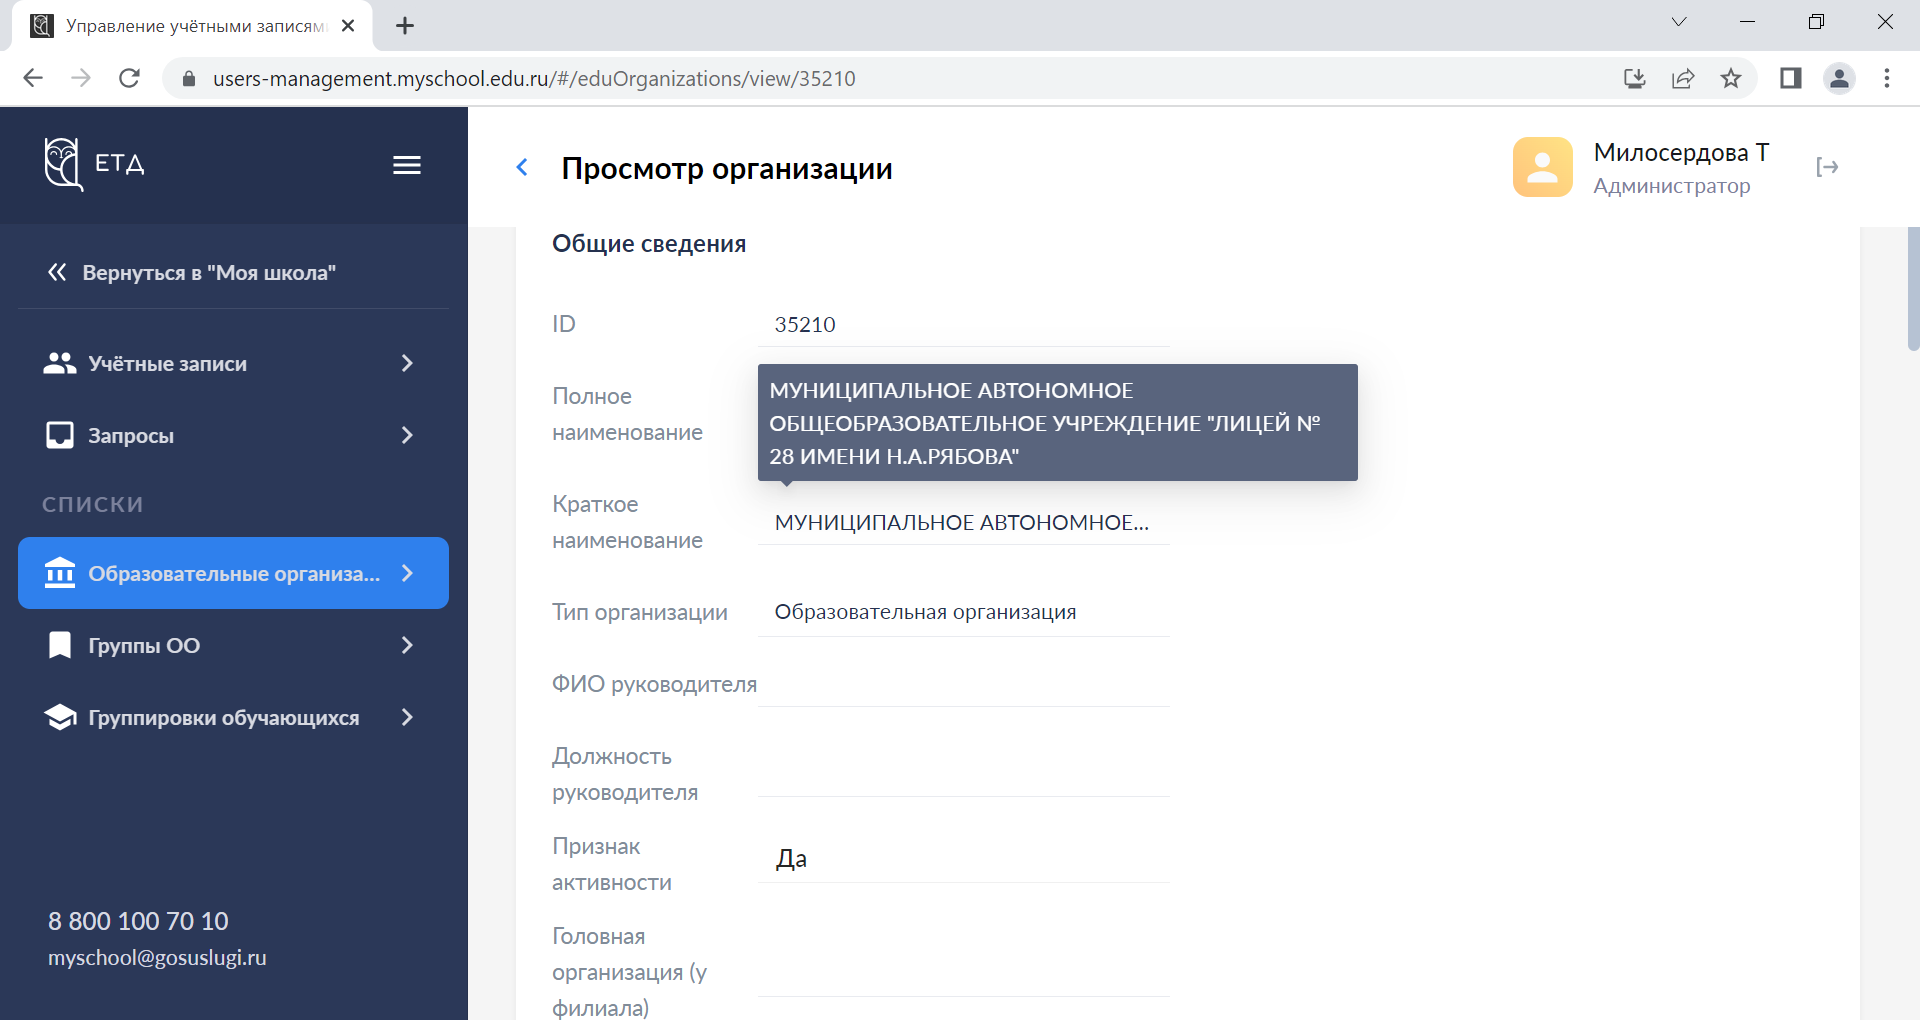 Управление учётными записям
users-management.myschool.edu.ru/#/eduOrganizations/view/35210
ЕТД
Вернуться в "Моя школа"
Учётные записи
Запросы
СПИСКИ
Образовательные организа...
Группы ОО
Группировки обучающихся
8 800 100 70 10
myschool@gosuslugi.ru
Просмотр организации
Милосердова Т
Администратор
Общие сведения
ID
35210
Полное
наименование
МУНИЦИПАЛЬНОЕ АВТОНОМНОЕ
ОБЩЕОБРАЗОВАТЕЛЬНОЕ УЧРЕЖДЕНИЕ "ЛИЦЕЙ №
28 ИМЕНИ Н.А.РЯБОВА"
Краткое
наименование
МУНИЦИПАЛЬНОЕ АВТОНОМНОЕ...
Тип организации
Образовательная организация
ФИО руководителя
Должность
руководителя
Признак
активности
Да
Головная
организация (у
филиала)